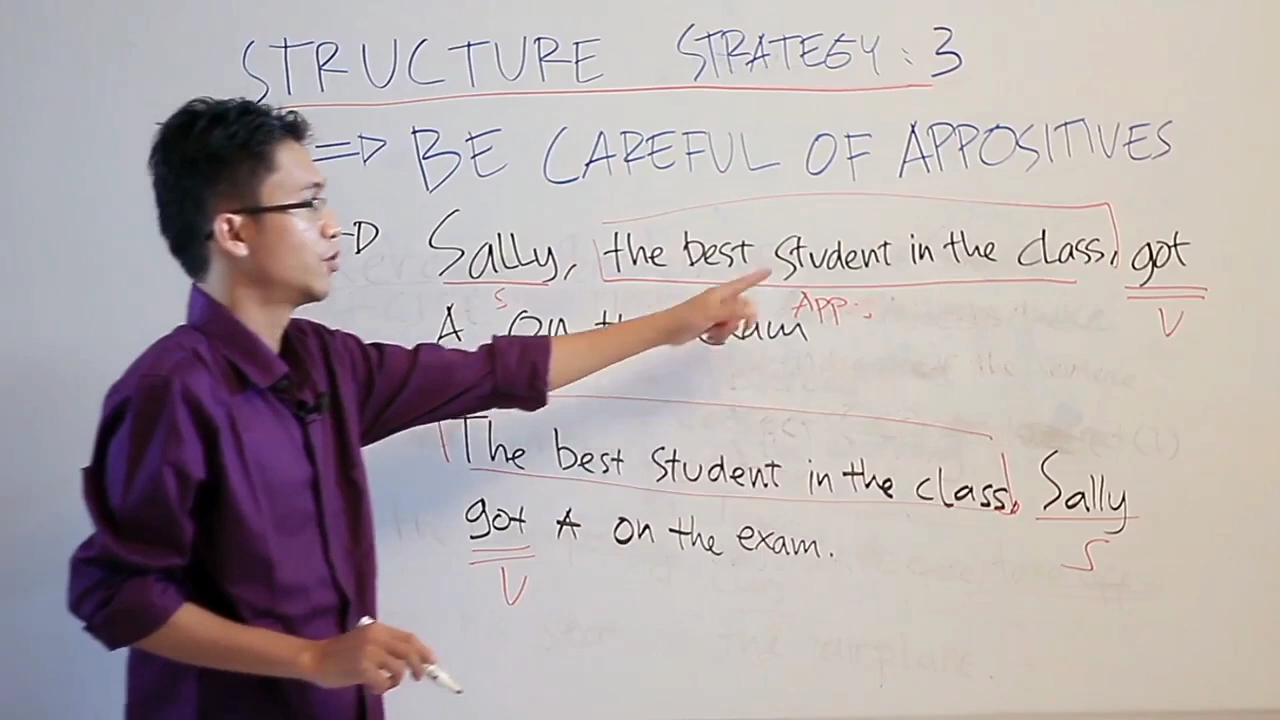 STRUCTURE STRATEGY : 3
=> BE CAREFUL OF APPOSITIVES
Sally, the best student in the class, got
S App. V
A on exam
The best student in the class, Sally
S
got A on the exam.
V